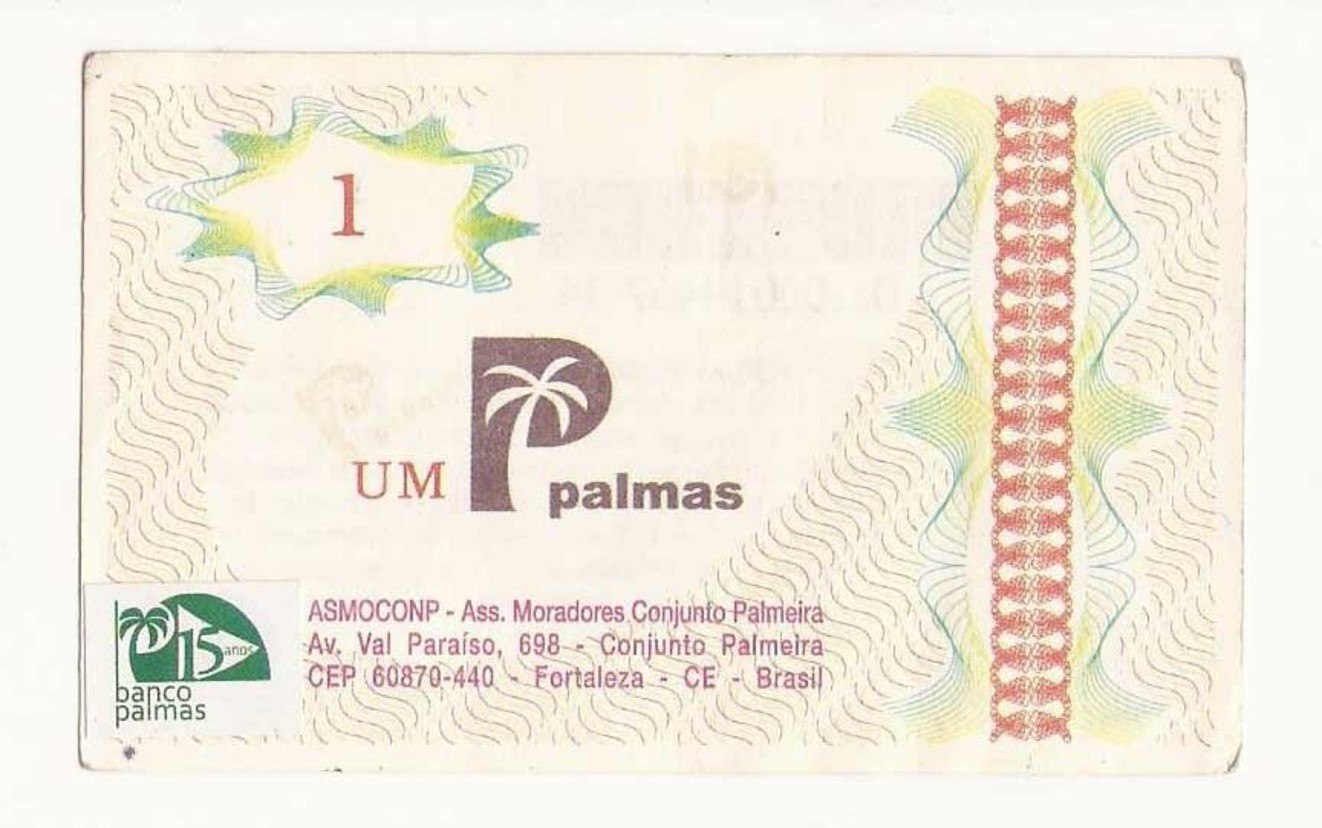 1
UM
palmas
15 anos
banco
palmas
ASMOCONP - Ass. Moradores Conjunto Palmeira
Av. Val Paraíso, 698 - Conjunto Palmeira
CEP 60870-440 - Fortaleza - CE - Brasil